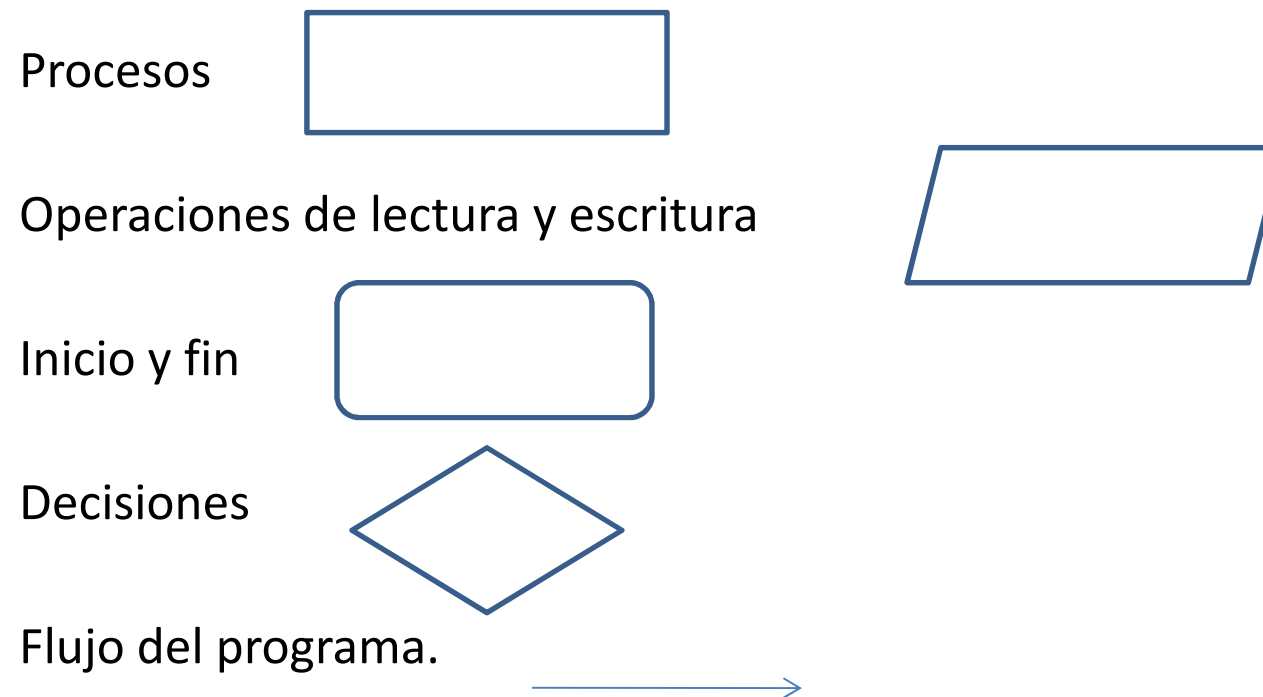 Procesos
Operaciones de lectura y escritura
Inicio y fin
Decisiones
Flujo del programa.